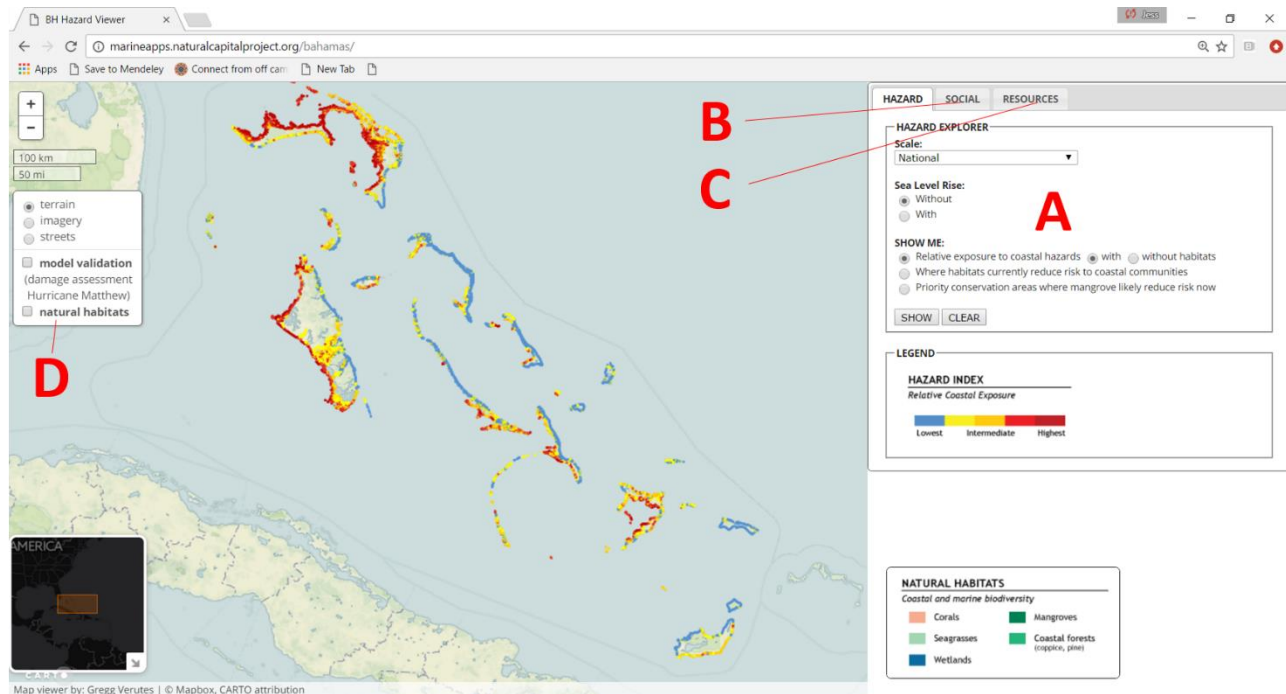 BH Hazard Viewer
Jess
marineapps.naturalcapitalproject.org/bahamas/
Apps Save to Mendeley Connect from off cam New Tab
+
−
100 km
50 mi
terrain
imagery
streets
model validation
(damage assessment
Hurricane Matthew)
natural habitats
D
AMERICA
CARTO
Map viewer by: Gregg Verutes | © Mapbox, CARTO attribution
B
C
HAZARD SOCIAL RESOURCES
HAZARD EXPLORER
Scale:
National
Sea Level Rise:
Without
With
A
SHOW ME:
Relative exposure to coastal hazards with without habitats
Where habitats currently reduce risk to coastal communities
Priority conservation areas where mangrove likely reduce risk now
SHOW CLEAR
LEGEND
HAZARD INDEX
Relative Coastal Exposure
Lowest Intermediate Highest
NATURAL HABITATS
Coastal and marine biodiversity
Corals Mangroves
Seagrasses Coastal forests
(coppice, pine)
Wetlands